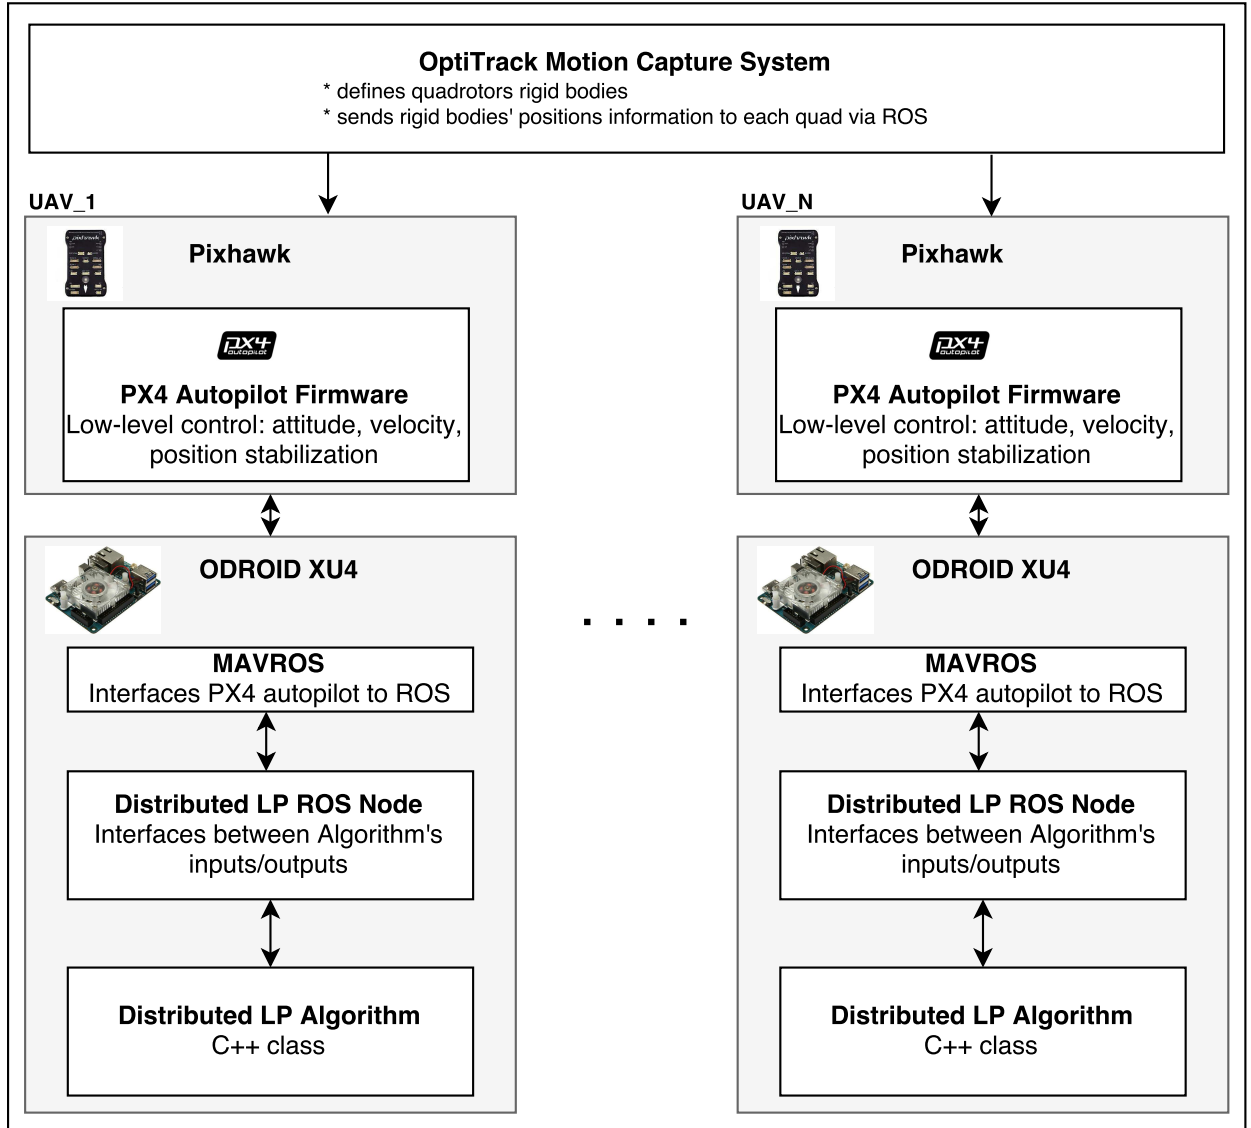 OptiTrack Motion Capture System
* defines quadrotors rigid bodies
* sends rigid bodies' positions information to each quad via ROS
UAV_1
Pixhawk
px4
autopilot
PX4 Autopilot Firmware
Low-level control: attitude, velocity,
position stabilization
ODROID XU4
MAVROS
Interfaces PX4 autopilot to ROS
Distributed LP ROS Node
Interfaces between Algorithm's
inputs/outputs
Distributed LP Algorithm
C++ class
. . . .
UAV_N
Pixhawk
px4
autopilot
PX4 Autopilot Firmware
Low-level control: attitude, velocity,
position stabilization
ODROID XU4
MAVROS
Interfaces PX4 autopilot to ROS
Distributed LP ROS Node
Interfaces between Algorithm's
inputs/outputs
Distributed LP Algorithm
C++ class